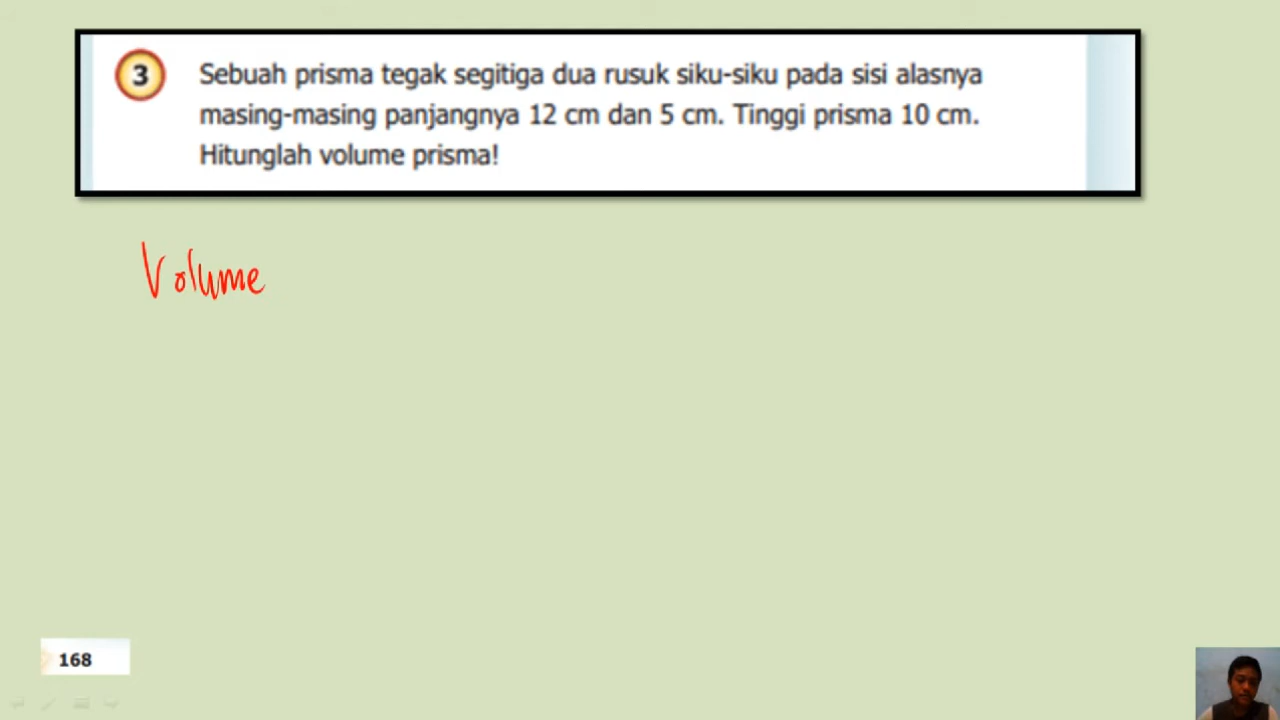 3 Sebuah prisma tegak segitiga dua rusuk siku-siku pada sisi alasnya
masing-masing panjangnya 12 cm dan 5 cm. Tinggi prisma 10 cm.
Hitunglah volume prisma!
Volume
168